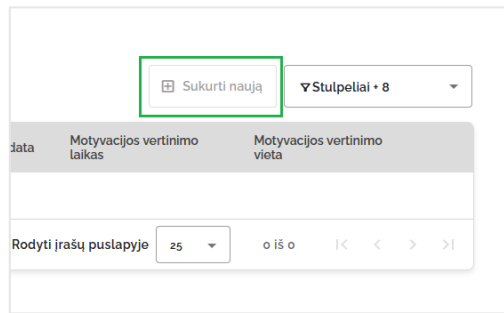 Sukurti naują
Stulpeliai + 8
data
Motyvacijos vertinimo
laikas
Motyvacijos vertinimo
vieta
Rodyti įrašų puslapyje
25
0 iš 0